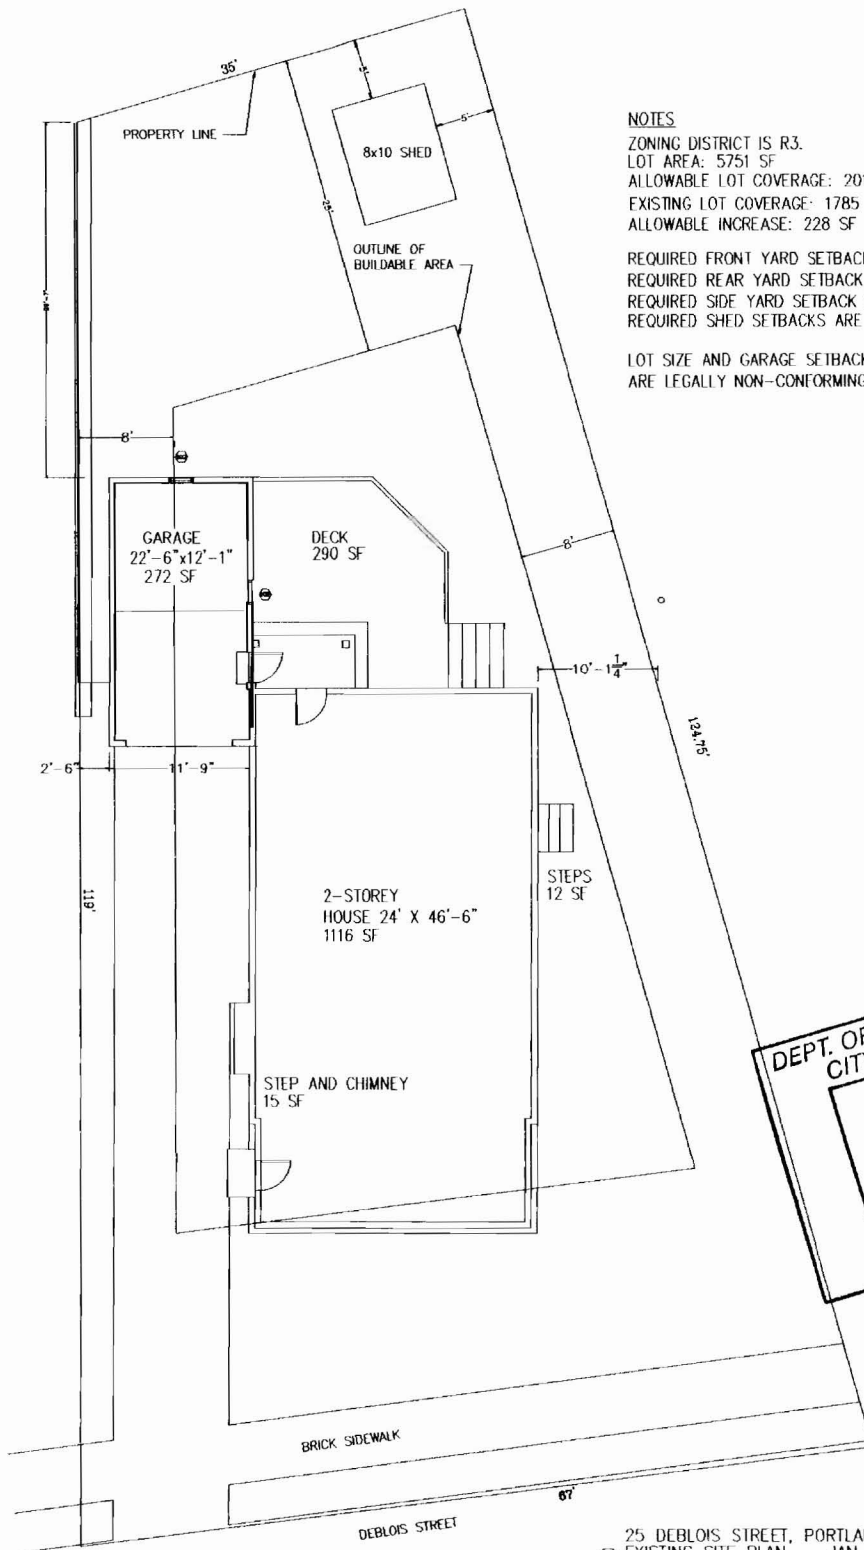 35'
PROPERTY LINE
5'
8x10 SHED
5'
25'
OUTLINE OF
BUILDABLE AREA
NOTES
ZONING DISTRICT IS R3.
LOT AREA: 5751 SF
ALLOWABLE LOT COVERAGE: 201
EXISTING LOT COVERAGE: 1785
ALLOWABLE INCREASE: 228 SF
REQUIRED FRONT YARD SETBACK
REQUIRED REAR YARD SETBACK
REQUIRED SIDE YARD SETBACK
REQUIRED SHED SETBACKS ARE
LOT SIZE AND GARAGE SETBACK
ARE LEGALLY NON-CONFORMING
8'
GARAGE
22'-6"x12'-1"
272 SF
DECK
290 SF
8'
10'-1 1/4"
124.75'
2'-6"
11'-9"
119'
2-STOREY
HOUSE 24' X 46'-6"
1116 SF
STEPS
12 SF
STEP AND CHIMNEY
15 SF
DEPT. OF
CITY
BRICK SIDEWALK
67'
DEBLOIS STREET
25 DEBLOIS STREET, PORTLA
EXISTING SITE PLAN JAN